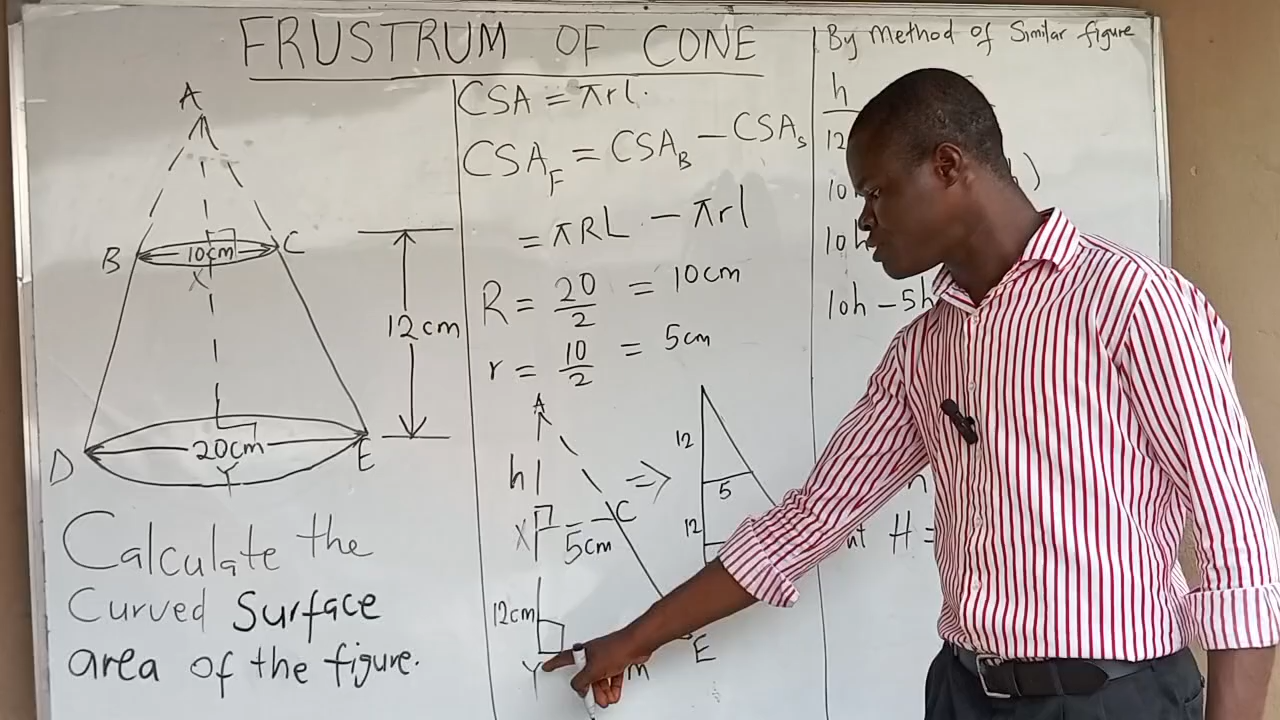 FRUSTRUM OF CONE
A
B
C
10cm
X
12cm
D
20cm
E
Y
Calculate the
Curved Surface
area of the figure.
CSA = πrl.
CSA_F = CSA_B - CSA_s
= πRL - πrl
R = 20/2 = 10cm
r = 10/2 = 5cm
A
h
X
5cm
C
12cm
Y
E
=>
12
5
12
By Method of Similar figure
h
12
10h
10h - 5h
H =